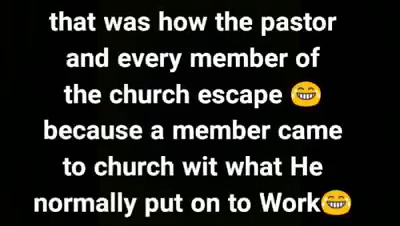 that was how the pastor
and every member of
the church escape 😁
because a member came
to church wit what He
normally put on to Work😁